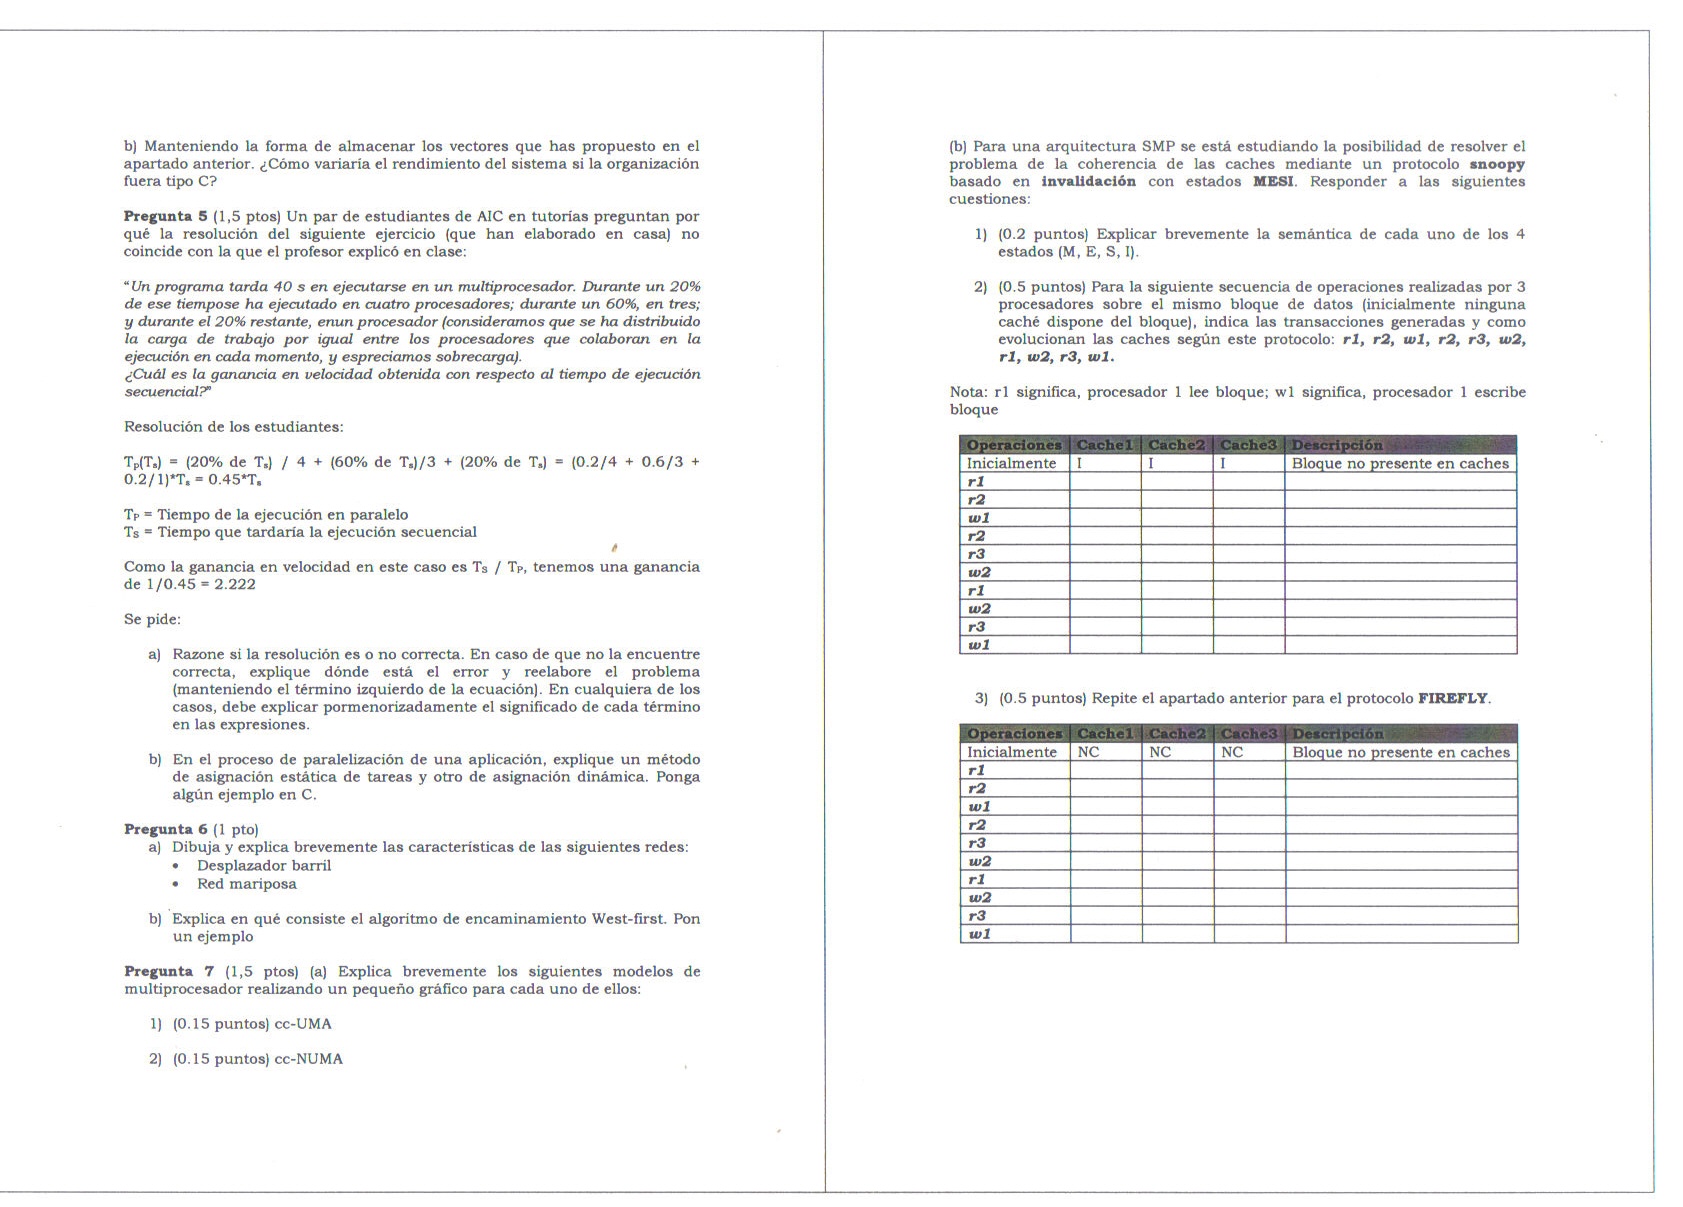 b) Manteniendo la forma de almacenar los vectores que has propuesto en el
apartado anterior. ¿Cómo variaría el rendimiento del sistema si la organización
fuera tipo C?
Pregunta 5 (1,5 ptos) Un par de estudiantes de AIC en tutorías preguntan por
qué la resolución del siguiente ejercicio (que han elaborado en casa) no
coincide con la que el profesor explicó en clase:
"Un programa tarda 40 s en ejecutarse en un multiprocesador. Durante un 20%
de ese tiempose ha ejecutado en cuatro procesadores; durante un 60%, en tres;
y durante el 20% restante, enun procesador (consideramos que se ha distribuido
la carga de trabajo por igual entre los procesadores que colaboran en la
ejecución en cada momento, y espreciamos sobrecarga).
¿Cuál es la ganancia en velocidad obtenida con respecto al tiempo de ejecución
secuencial?"
Resolución de los estudiantes:
Tp(Ts) = (20% de Ts) / 4 + (60% de Ts)/3 + (20% de Ts) = (0.2/4 + 0.6/3 +
0.2/1)*Ts = 0.45*Ts
TP = Tiempo de la ejecución en paralelo
TS = Tiempo que tardaría la ejecución secuencial
Como la ganancia en velocidad en este caso es TS / TP, tenemos una ganancia
de 1/0.45 = 2.222
Se pide:
a) Razone si la resolución es o no correcta. En caso de que no la encuentre
correcta, explique dónde está el error y reelabore el problema
(manteniendo el término izquierdo de la ecuación). En cualquiera de los
casos, debe explicar pormenorizadamente el significado de cada término
en las expresiones.
b) En el proceso de paralelización de una aplicación, explique un método
de asignación estática de tareas y otro de asignación dinámica. Ponga
algún ejemplo en C.
Pregunta 6 (1 pto)
a) Dibuja y explica brevemente las características de las siguientes redes:
• Desplazador barril
• Red mariposa
b) Explica en qué consiste el algoritmo de encaminamiento West-first. Pon
un ejemplo
Pregunta 7 (1,5 ptos) (a) Explica brevemente los siguientes modelos de
multiprocesador realizando un pequeño gráfico para cada uno de ellos:
1) (0.15 puntos) cc-UMA
2) (0.15 puntos) cc-NUMA
(b) Para una arquitectura SMP se está estudiando la posibilidad de resolver el
problema de la coherencia de las caches mediante un protocolo snoopy
basado en invalidación con estados MESI. Responder a las siguientes
cuestiones:
1) (0.2 puntos) Explicar brevemente la semántica de cada uno de los 4
estados (M, E, S, I).
2) (0.5 puntos) Para la siguiente secuencia de operaciones realizadas por 3
procesadores sobre el mismo bloque de datos (inicialmente ninguna
caché dispone del bloque), indica las transacciones generadas y como
evolucionan las caches según este protocolo: r1, r2, w1, r2, r3, w2,
r1, w2, r3, w1.
Nota: r1 significa, procesador 1 lee bloque; w1 significa, procesador 1 escribe
bloque
Operaciones Cache1 Cache2 Cache3 Descripción
Inicialmente I I I Bloque no presente en caches
r1
r2
w1
r2
r3
w2
r1
w2
r3
w1
3) (0.5 puntos) Repite el apartado anterior para el protocolo FIREFLY.
Operaciones Cache1 Cache2 Cache3 Descripción
Inicialmente NC NC NC Bloque no presente en caches
r1
r2
w1
r2
r3
w2
r1
w2
r3
w1